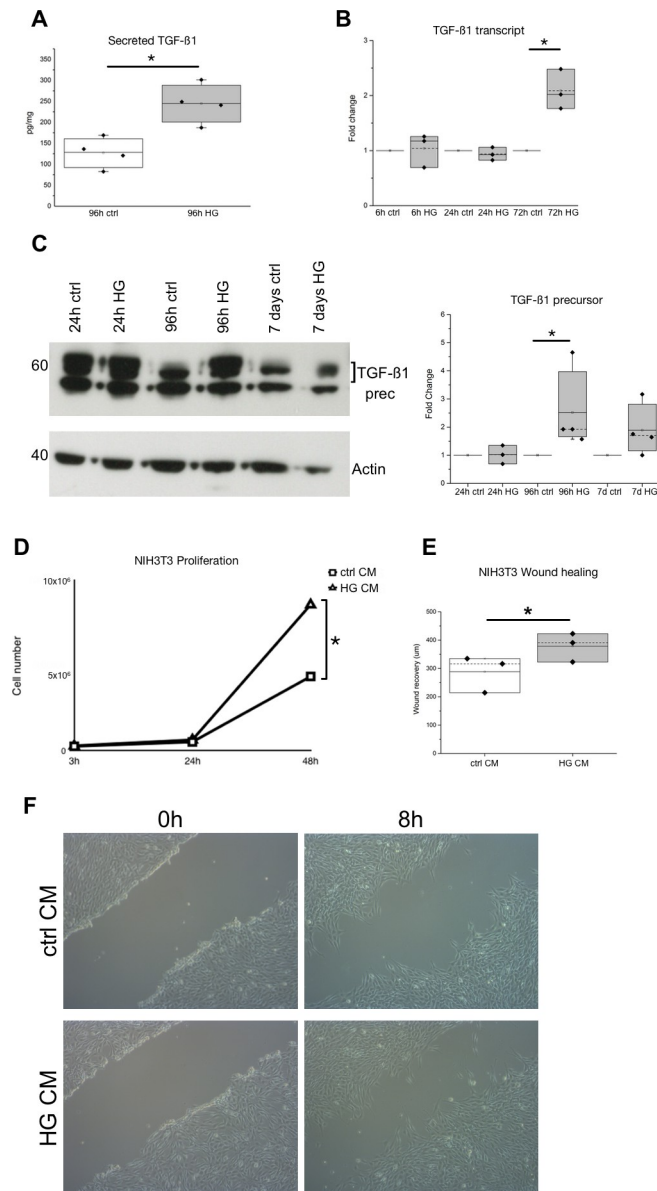 A
Secreted TGF-ß1
*
pg/mg
350
300
250
200
150
100
50
0
96h ctrl
96h HG
B
TGF-ß1 transcript
*
Fold change
3
2
1
0
6h ctrl
6h HG
24h ctrl
24h HG
72h ctrl
72h HG
C
24h ctrl
24h HG
96h ctrl
96h HG
7 days ctrl
7 days HG
60
TGF-ß1
prec
40
Actin
TGF-ß1 precursor
*
Fold Change
6
5
4
3
2
1
0
24h ctrl
24h HG
96h ctrl
96h HG
7d ctrl
7d HG
D
NIH3T3 Proliferation
ctrl CM
HG CM
Cell number
10x10⁶
5x10⁶
0
3h
24h
48h
*
E
NIH3T3 Wound healing
*
Wound recovery (um)
500
400
300
200
100
0
ctrl CM
HG CM
F
0h
8h
ctrl CM
HG CM